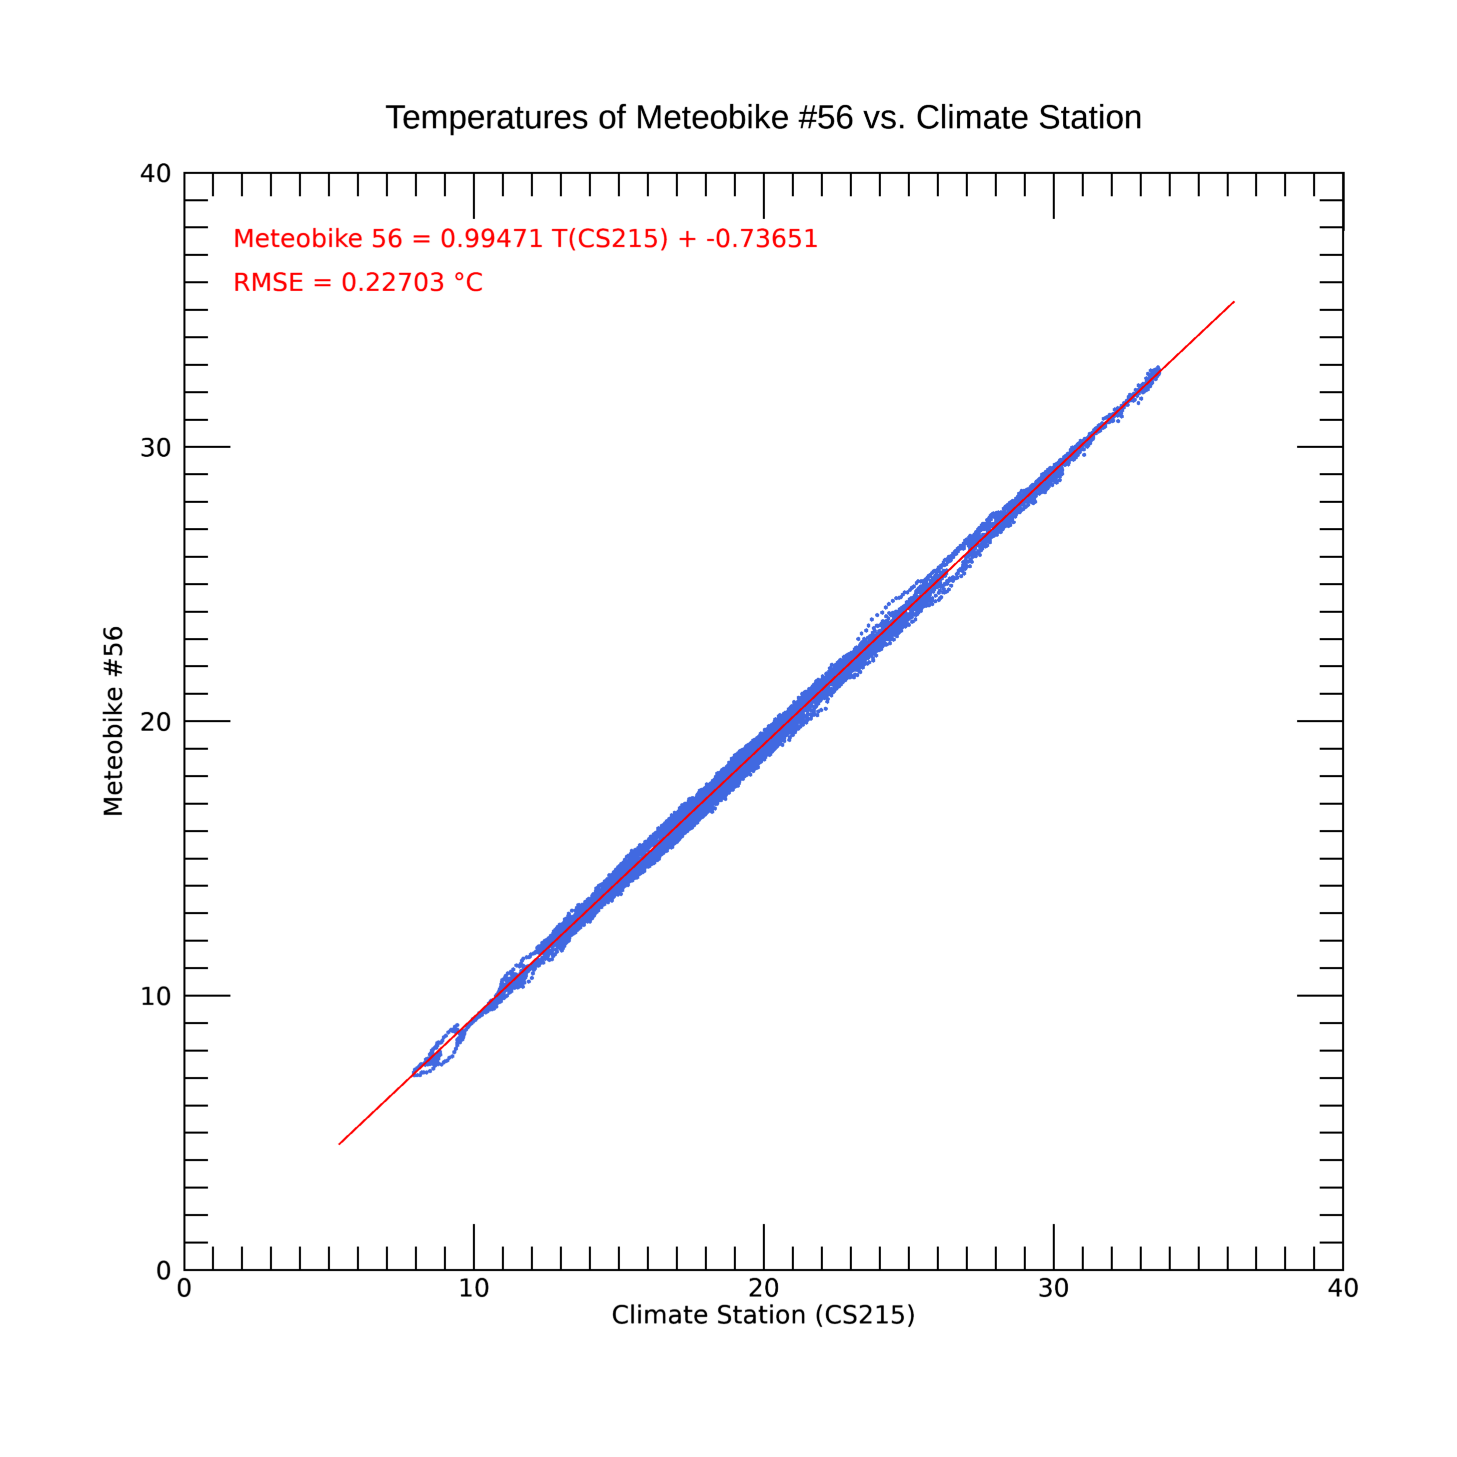 Temperatures of Meteobike #56 vs. Climate Station
40
Meteobike 56 = 0.99471 T(CS215) + -0.73651
RMSE = 0.22703 °C
30
Meteobike #56
20
10
0
0 10 20 30 40
Climate Station (CS215)